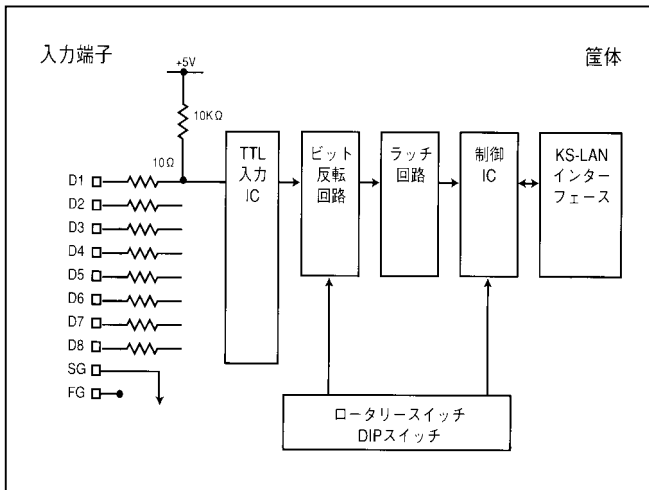 入力端子
筐体
+5V
10KΩ
10Ω
TTL
入力
IC
ビット
反転
回路
ラッチ
回路
制御
IC
KS-LAN
インター
フェース
D1
D2
D3
D4
D5
D6
D7
D8
SG
FG
ロータリースイッチ
DIPスイッチ